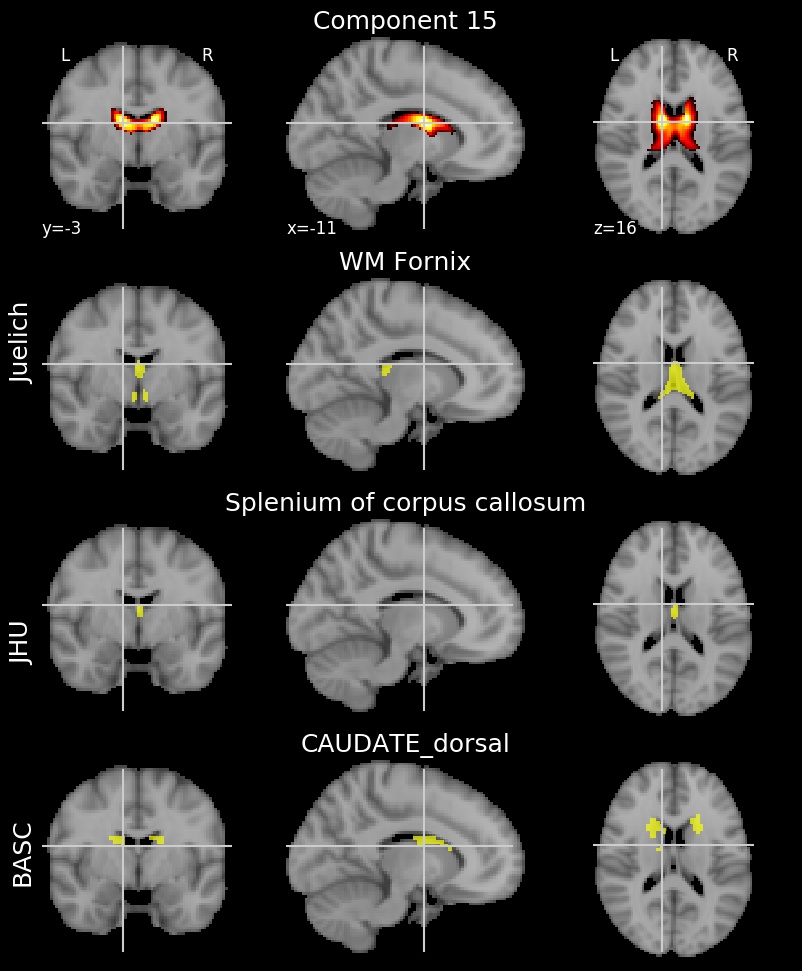 Component 15
L R L R
y=-3 x=-11 z=16
WM Fornix
Juelich
Splenium of corpus callosum
JHU
CAUDATE_dorsal
BASC